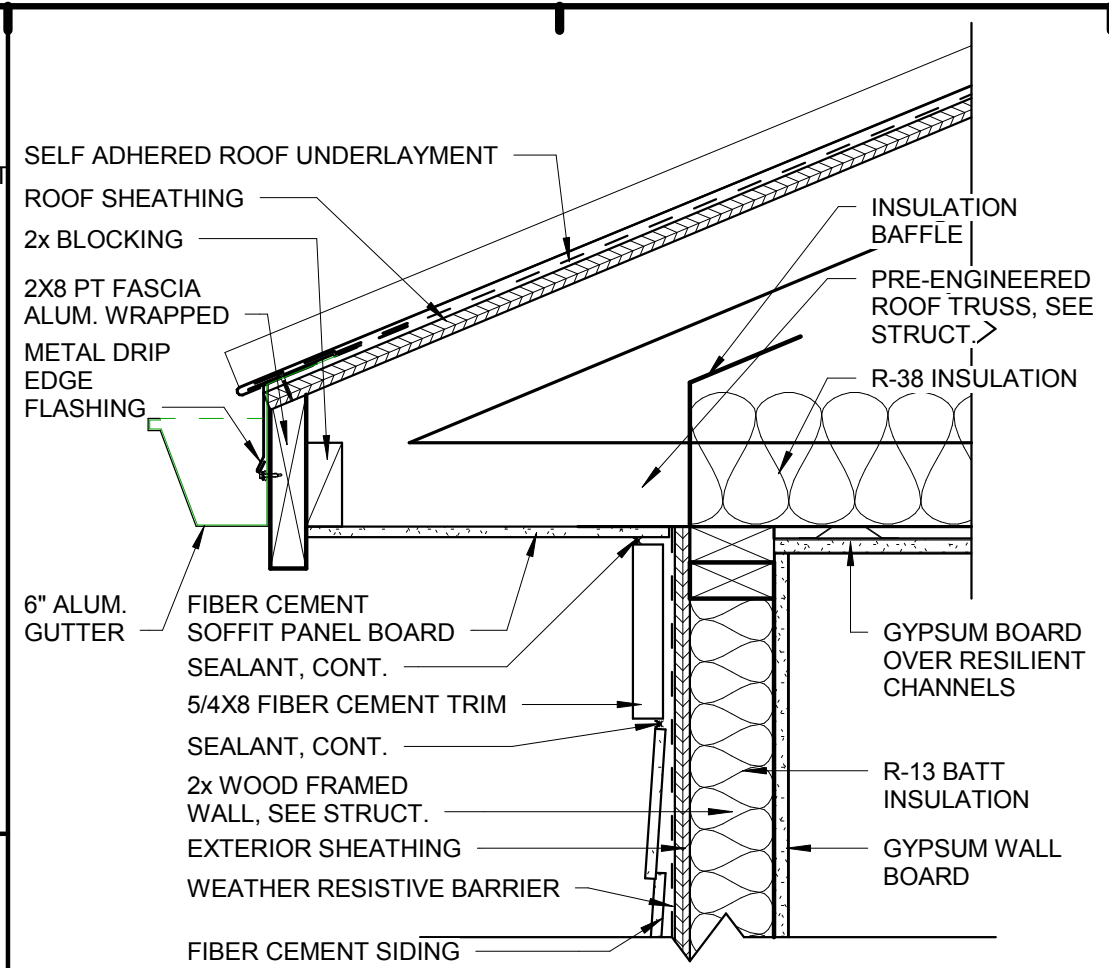 SELF ADHERED ROOF UNDERLAYMENT
ROOF SHEATHING
2x BLOCKING
2X8 PT FASCIA
ALUM. WRAPPED
METAL DRIP
EDGE
FLASHING
6" ALUM.
GUTTER
FIBER CEMENT
SOFFIT PANEL BOARD
SEALANT, CONT.
5/4X8 FIBER CEMENT TRIM
SEALANT, CONT.
2x WOOD FRAMED
WALL, SEE STRUCT.
EXTERIOR SHEATHING
WEATHER RESISTIVE BARRIER
FIBER CEMENT SIDING
INSULATION
BAFFLE
PRE-ENGINEERED
ROOF TRUSS, SEE
STRUCT.
R-38 INSULATION
GYPSUM BOARD
OVER RESILIENT
CHANNELS
R-13 BATT
INSULATION
GYPSUM WALL
BOARD